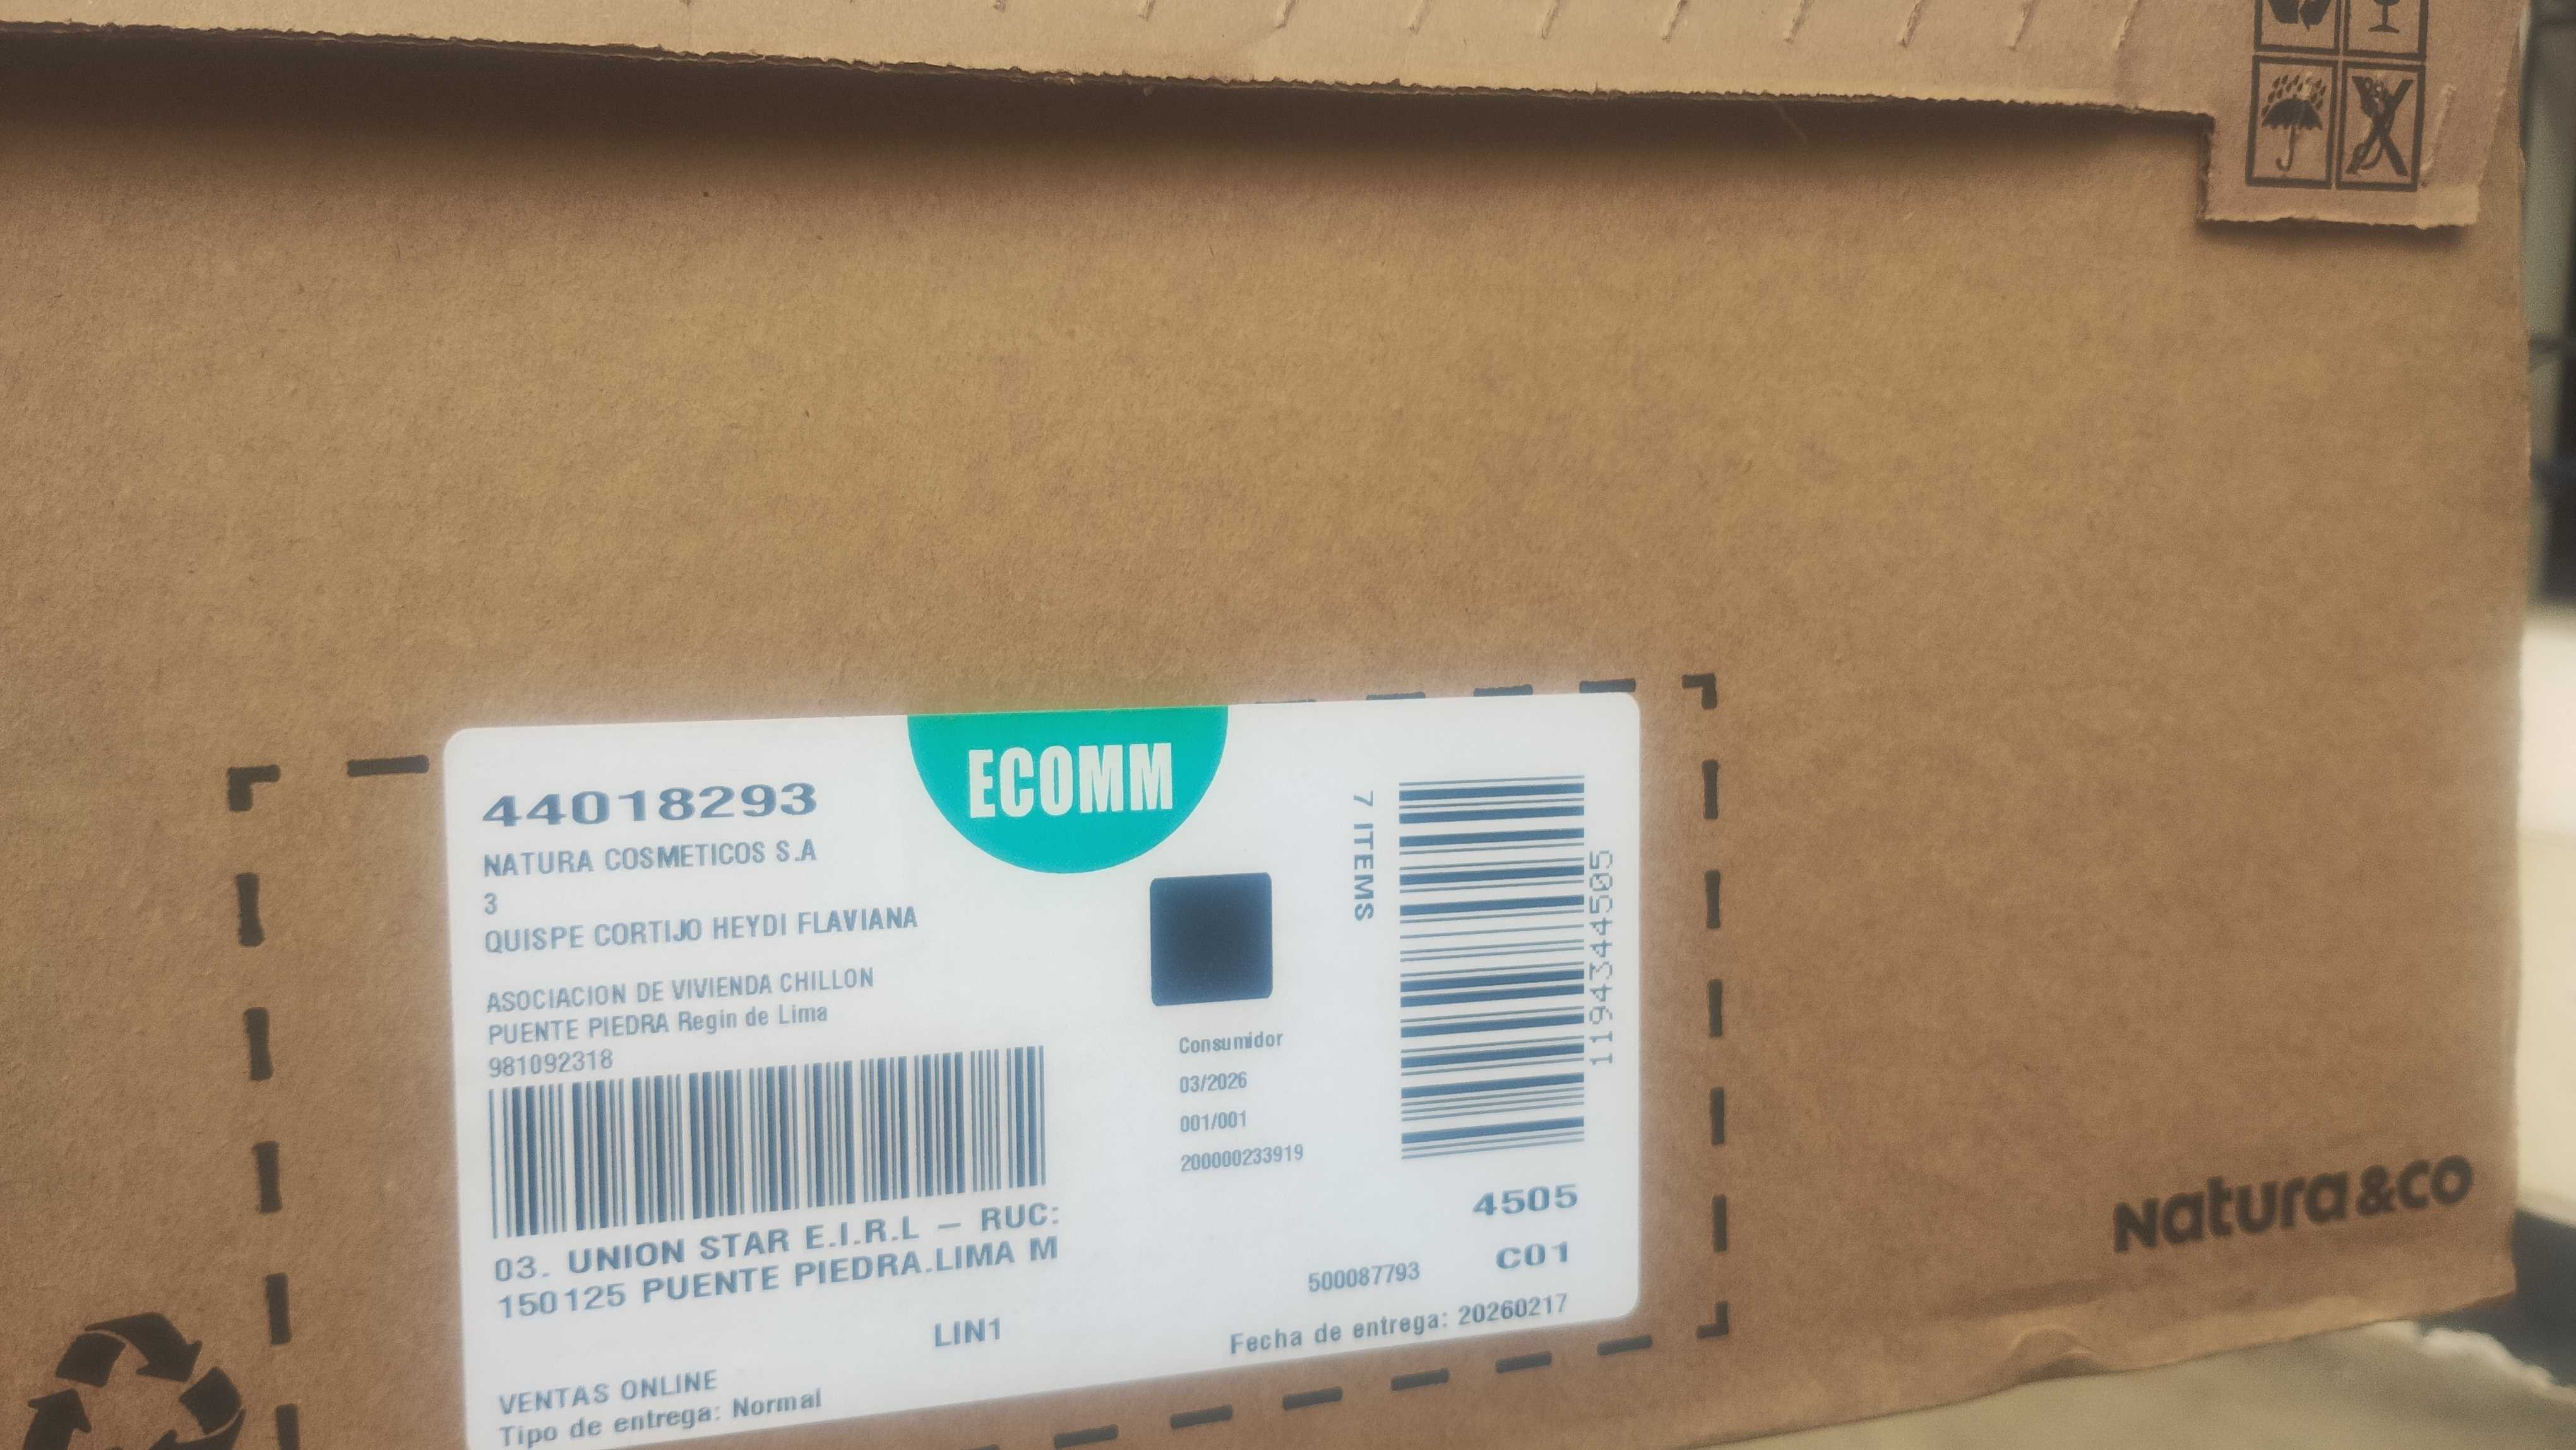 ECOMM
44018293
NATURA COSMETICOS S.A
3
QUISPE CORTIJO HEYDI FLAVIANA
ASOCIACION DE VIVIENDA CHILLON
PUENTE PIEDRA Regin de Lima
981092318
03. UNION STAR E.I.R.L – RUC:
150125 PUENTE PIEDRA.LIMA M
LIN1
VENTAS ONLINE
Tipo de entrega: Normal
Consumidor
03/2026
001/001
200000233919
7 ITEMS
11943444505
4505
C01
500087793
Fecha de entrega: 20260217
Natura&co